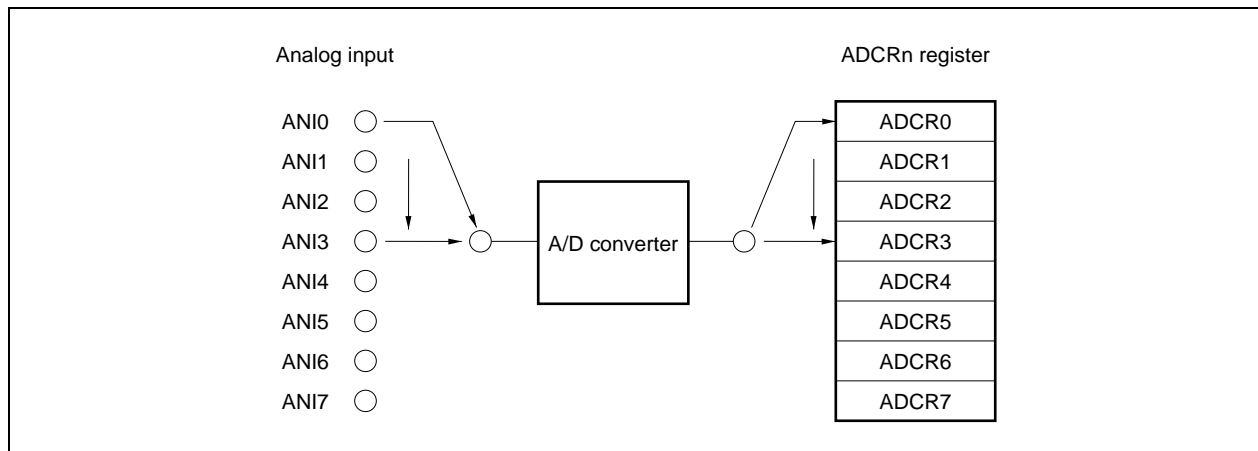 Analog input
ADCRn register
ANI0
ANI1
ANI2
ANI3
ANI4
ANI5
ANI6
ANI7
A/D converter
ADCR0
ADCR1
ADCR2
ADCR3
ADCR4
ADCR5
ADCR6
ADCR7